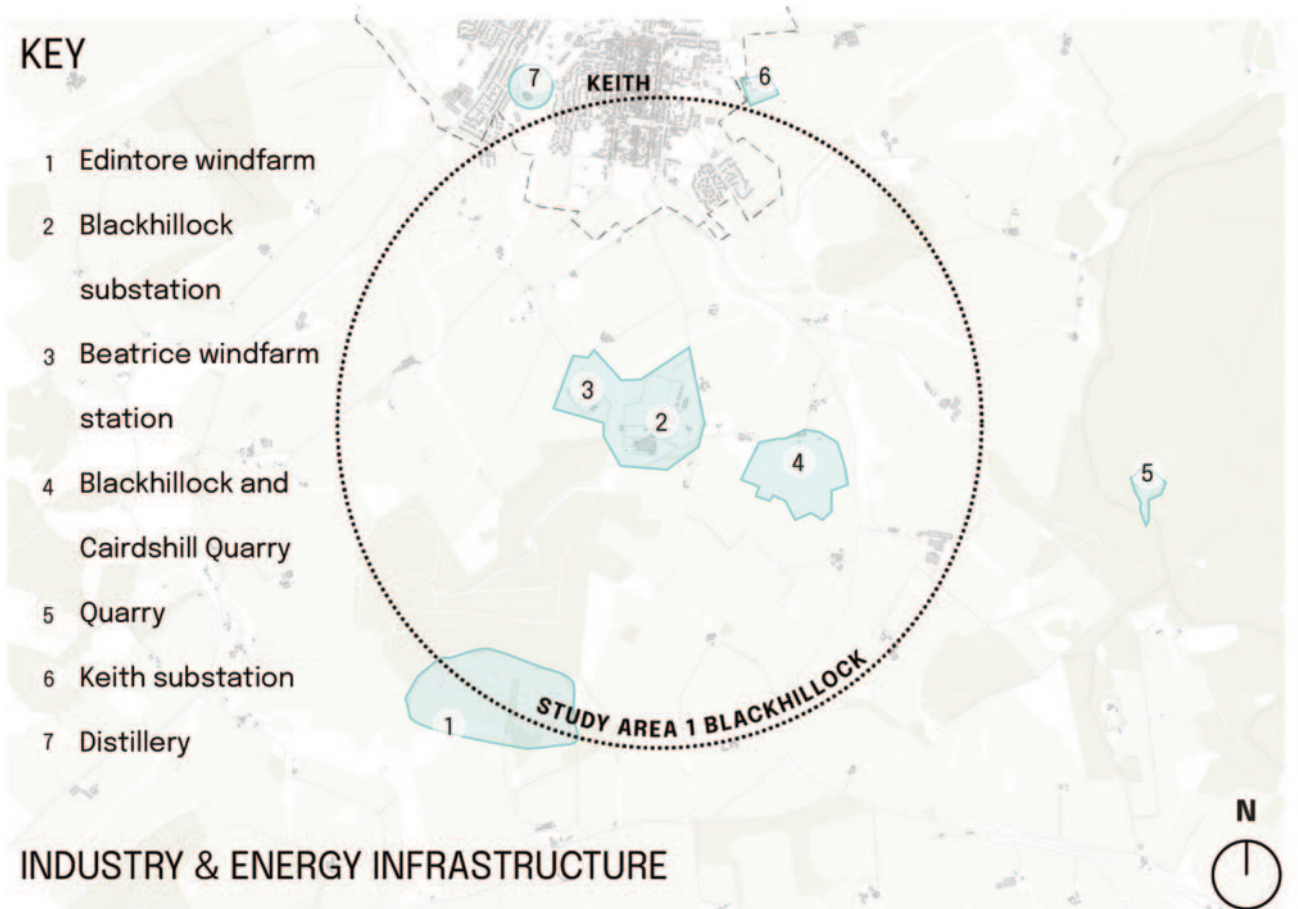 KEY
1 Edintore windfarm
2 Blackhillock
substation
3 Beatrice windfarm
station
4 Blackhillock and
Cairdshill Quarry
5 Quarry
6 Keith substation
7 Distillery
7
KEITH
6
3
2
4
5
1
STUDY AREA 1 BLACKHILLOCK
N
INDUSTRY & ENERGY INFRASTRUCTURE